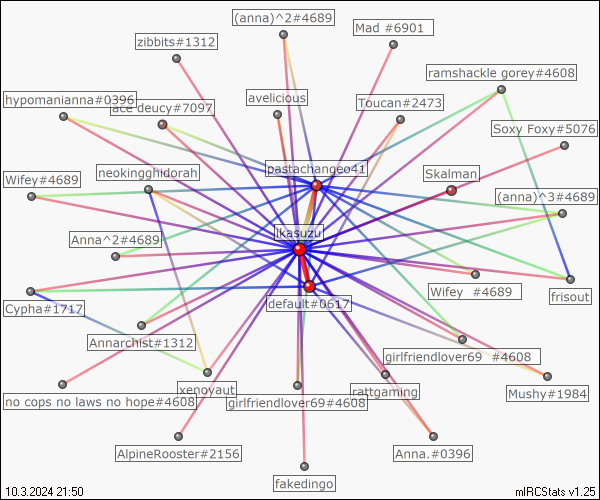 (anna)^2#4689
Mad #6901
zibbits#1312
ramshackle gorey#4608
hypomanianna#0396
ace deucy#7097
avelicious
Toucan#2473
Soxy Foxy#5076
pastachangeo41
neokingghidorah
Skalman
Wifey#4689
(anna)^3#4689
ikasuzu
Anna^2#4689
Wifey #4689
frisout
default#0617
Cypha#1717
Annarchist#1312
girlfriendlover69 #4608
xenoyaut
rattgaming
Mushy#1984
no cops no laws no hope#4608
girlfriendlover69#4608
AlpineRooster#2156
Anna.#0396
fakedingo
10.3.2024 21:50
mIRCStats v1.25